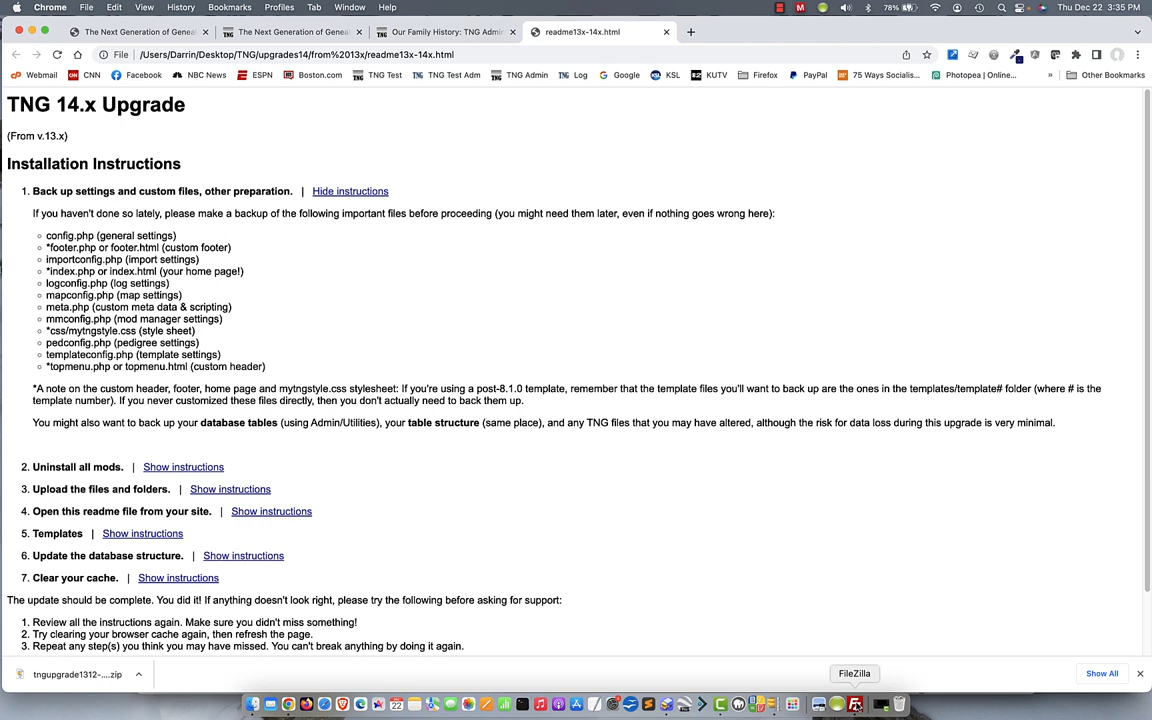 Chrome File Edit View History Bookmarks Profiles Tab Window Help 78% Thu Dec 22 3:35 PM
The Next Generation of Geneal The Next Generation of Geneal Our Family History: TNG Admin readme13x-14x.html
File /Users/Darrin/Desktop/TNG/upgrades14/from%2013x/readme13x-14x.html
Webmail CNN Facebook NBC News ESPN Boston.com TNG Test TNG Test Adm TNG Admin Log Google KSL KUTV Firefox PayPal 75 Ways Socialis... Photopea | Online... » Other Bookmarks
TNG 14.x Upgrade
(From v.13.x)
Installation Instructions
1. Back up settings and custom files, other preparation. | Hide instructions
If you haven't done so lately, please make a backup of the following important files before proceeding (you might need them later, even if nothing goes wrong here):
config.php (general settings)
*footer.php or footer.html (custom footer)
importconfig.php (import settings)
*index.php or index.html (your home page!)
logconfig.php (log settings)
mapconfig.php (map settings)
meta.php (custom meta data & scripting)
mmconfig.php (mod manager settings)
*css/mytngstyle.css (style sheet)
pedconfig.php (pedigree settings)
templateconfig.php (template settings)
*topmenu.php or topmenu.html (custom header)
*A note on the custom header, footer, home page and mytngstyle.css stylesheet: If you're using a post-8.1.0 template, remember that the template files you'll want to back up are the ones in the templates/template# folder (where # is the
template number). If you never customized these files directly, then you don't actually need to back them up.
You might also want to back up your database tables (using Admin/Utilities), your table structure (same place), and any TNG files that you may have altered, although the risk for data loss during this upgrade is very minimal.
2. Uninstall all mods. | Show instructions
3. Upload the files and folders. | Show instructions
4. Open this readme file from your site. | Show instructions
5. Templates | Show instructions
6. Update the database structure. | Show instructions
7. Clear your cache. | Show instructions
The update should be complete. You did it! If anything doesn't look right, please try the following before asking for support:
1. Review all the instructions again. Make sure you didn't miss something!
2. Try clearing your browser cache again, then refresh the page.
3. Repeat any step(s) you think you may have missed. You can't break anything by doing it again.
tngupgrade1312-....zip FileZilla Show All